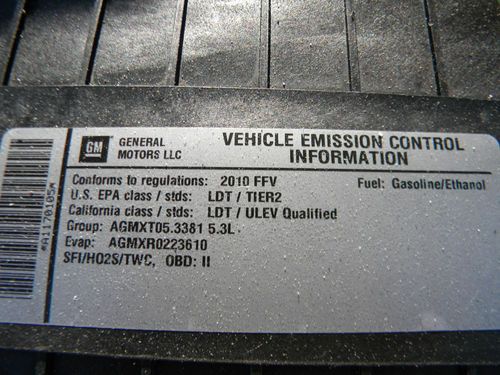 GM
GENERAL
MOTORS LLC
VEHICLE EMISSION CONTROL
INFORMATION
Conforms to regulations: 2010 FFV
Fuel: Gasoline/Ethanol
U.S. EPA class / stds: LDT / TIER2
California class / stds: LDT / ULEV Qualified
Group: AGMXT05.3381 5.3L
Evap: AGMXR0223610
SFI/HO2S/TWC, OBD: II
*A1170105*